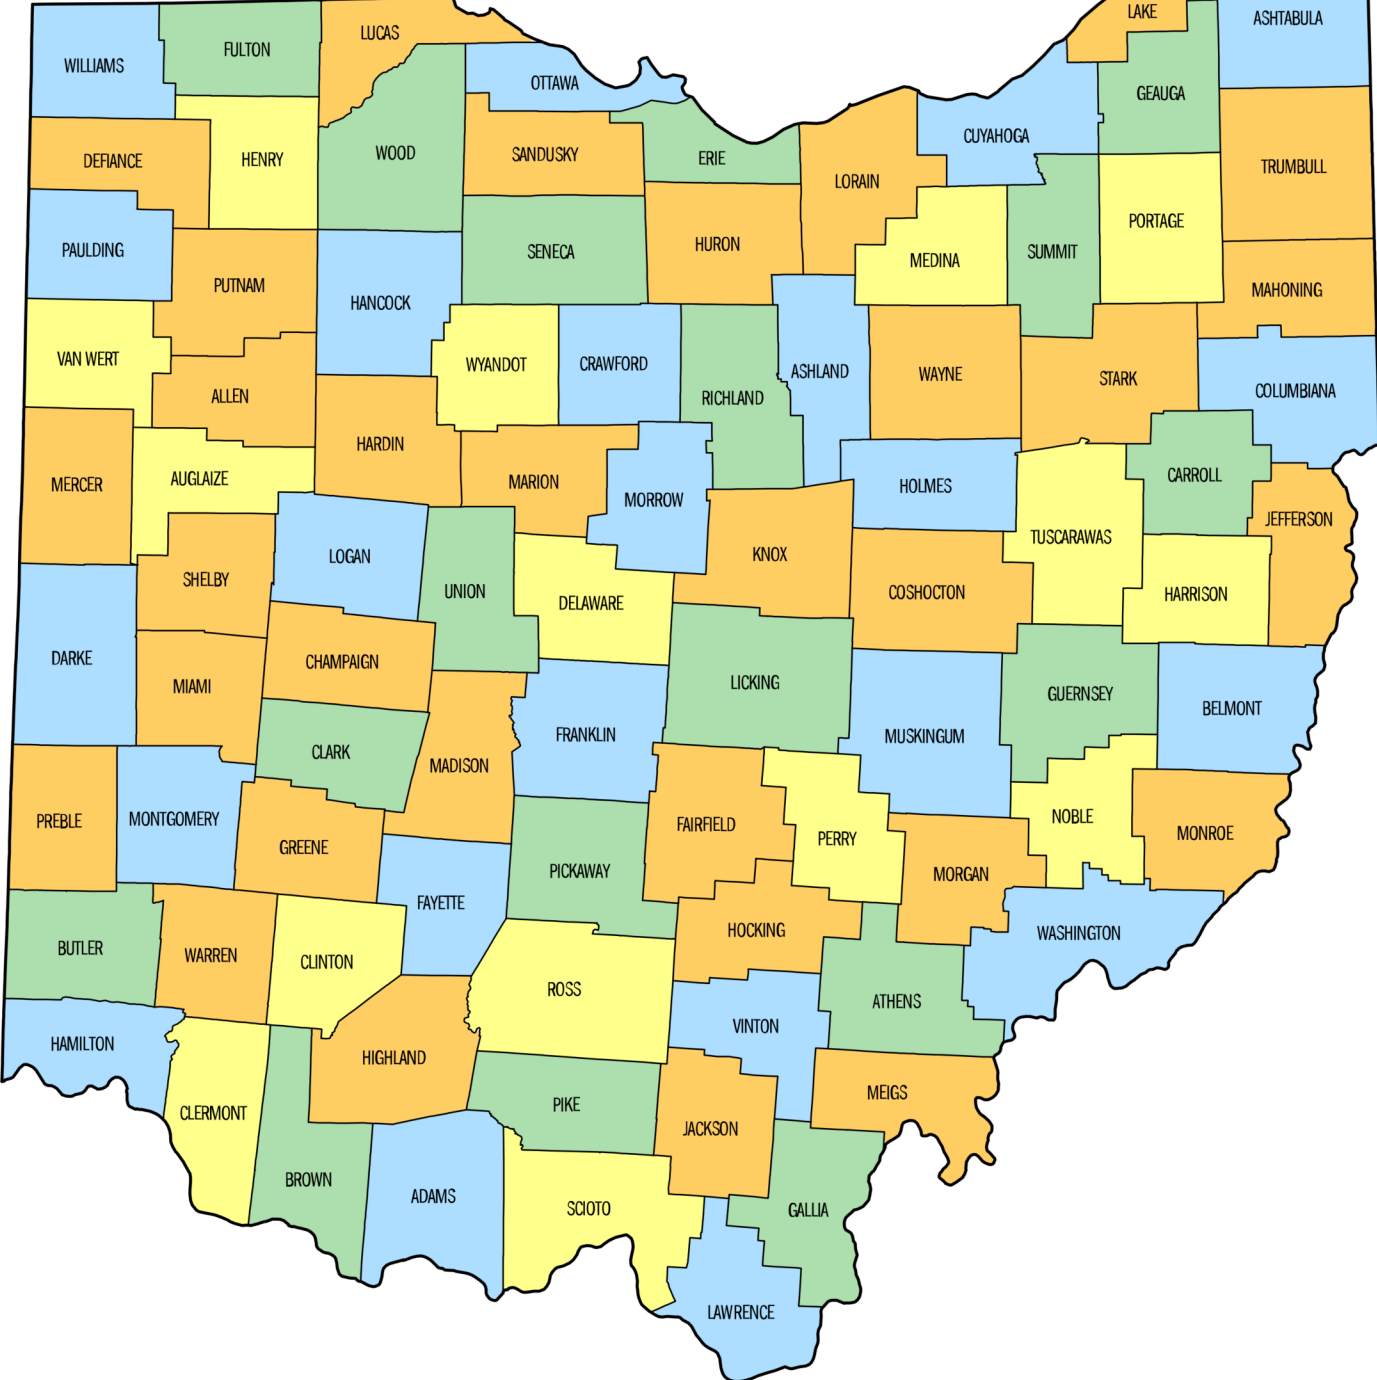 LAKE
ASHTABULA
LUCAS
FULTON
WILLIAMS
OTTAWA
GEAUGA
CUYAHOGA
WOOD
SANDUSKY
ERIE
HENRY
DEFIANCE
TRUMBULL
LORAIN
PORTAGE
HURON
PAULDING
SENECA
SUMMIT
MEDINA
PUTNAM
MAHONING
HANCOCK
VAN WERT
WYANDOT
CRAWFORD
ASHLAND
WAYNE
STARK
COLUMBIANA
ALLEN
RICHLAND
HARDIN
CARROLL
AUGLAIZE
MERCER
MARION
HOLMES
MORROW
JEFFERSON
TUSCARAWAS
LOGAN
KNOX
SHELBY
UNION
COSHOCTON
HARRISON
DELAWARE
DARKE
CHAMPAIGN
MIAMI
LICKING
GUERNSEY
BELMONT
FRANKLIN
MUSKINGUM
CLARK
MADISON
PREBLE
MONTGOMERY
NOBLE
FAIRFIELD
MONROE
PERRY
GREENE
PICKAWAY
MORGAN
FAYETTE
HOCKING
WASHINGTON
BUTLER
WARREN
CLINTON
ROSS
ATHENS
VINTON
HAMILTON
HIGHLAND
MEIGS
PIKE
CLERMONT
JACKSON
BROWN
ADAMS
SCIOTO
GALLIA
LAWRENCE